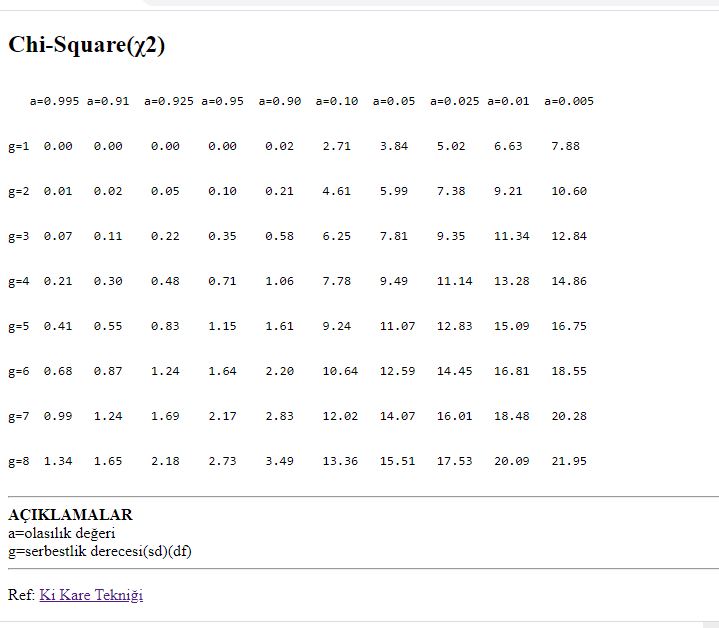 Chi-Square(χ2)
a=0.995 a=0.91 a=0.925 a=0.95 a=0.90 a=0.10 a=0.05 a=0.025 a=0.01 a=0.005
g=1 0.00 0.00 0.00 0.00 0.02 2.71 3.84 5.02 6.63 7.88
g=2 0.01 0.02 0.05 0.10 0.21 4.61 5.99 7.38 9.21 10.60
g=3 0.07 0.11 0.22 0.35 0.58 6.25 7.81 9.35 11.34 12.84
g=4 0.21 0.30 0.48 0.71 1.06 7.78 9.49 11.14 13.28 14.86
g=5 0.41 0.55 0.83 1.15 1.61 9.24 11.07 12.83 15.09 16.75
g=6 0.68 0.87 1.24 1.64 2.20 10.64 12.59 14.45 16.81 18.55
g=7 0.99 1.24 1.69 2.17 2.83 12.02 14.07 16.01 18.48 20.28
g=8 1.34 1.65 2.18 2.73 3.49 13.36 15.51 17.53 20.09 21.95
AÇIKLAMALAR
a=olasılık değeri
g=serbestlik derecesi(sd)(df)
Ref: Ki Kare Tekniği